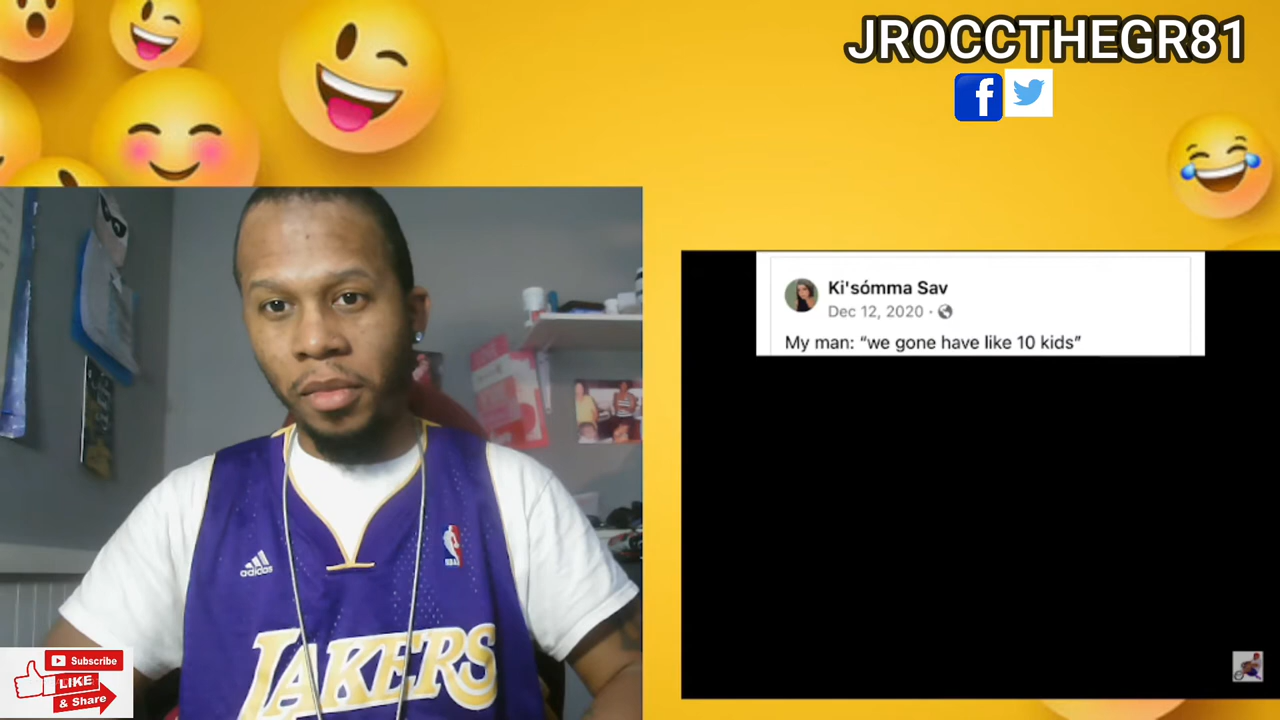 JROCCTHEGR81
f
Ki'sómma Sav
Dec 12, 2020 ·
My man: “we gone have like 10 kids”
adidas
NBA
LAKERS
Subscribe
LIKE
& Share